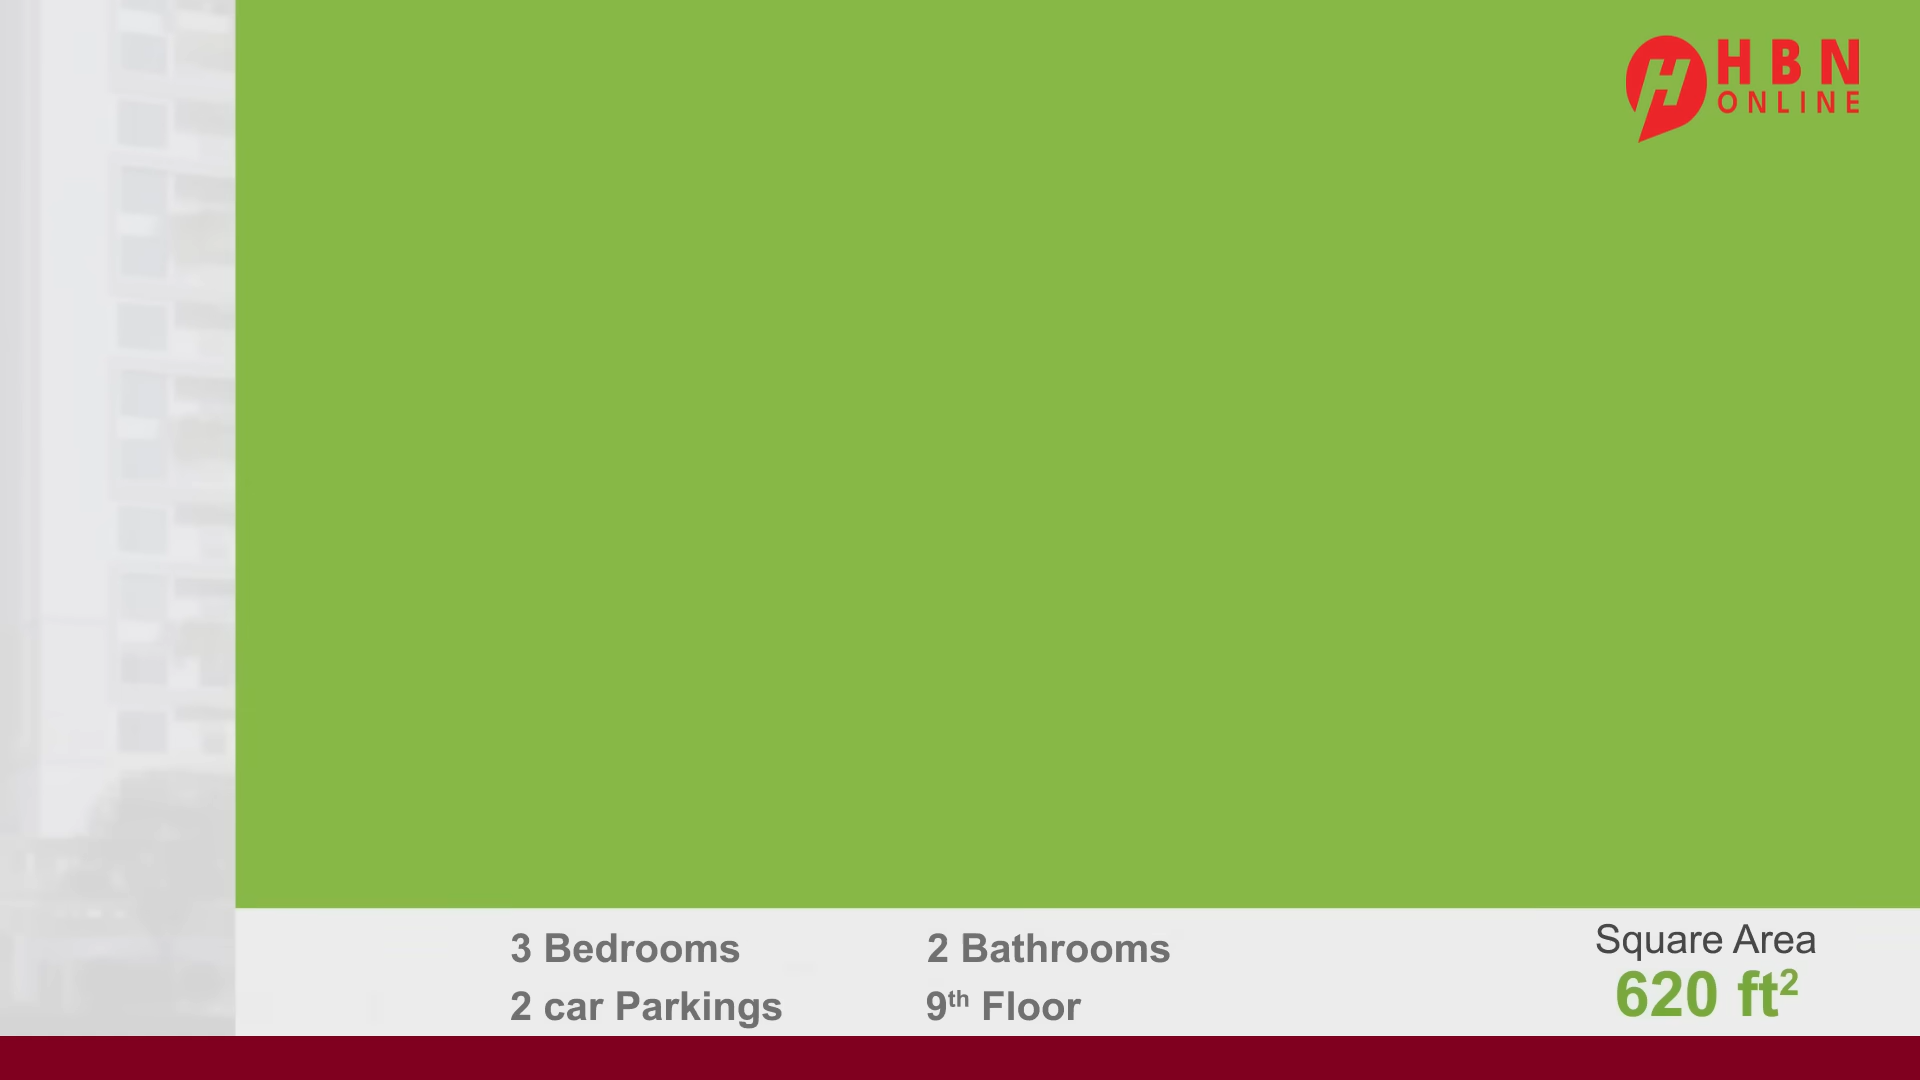 HBN
ONLINE
3 Bedrooms
2 Bathrooms
2 car Parkings
9th Floor
Square Area
620 ft²